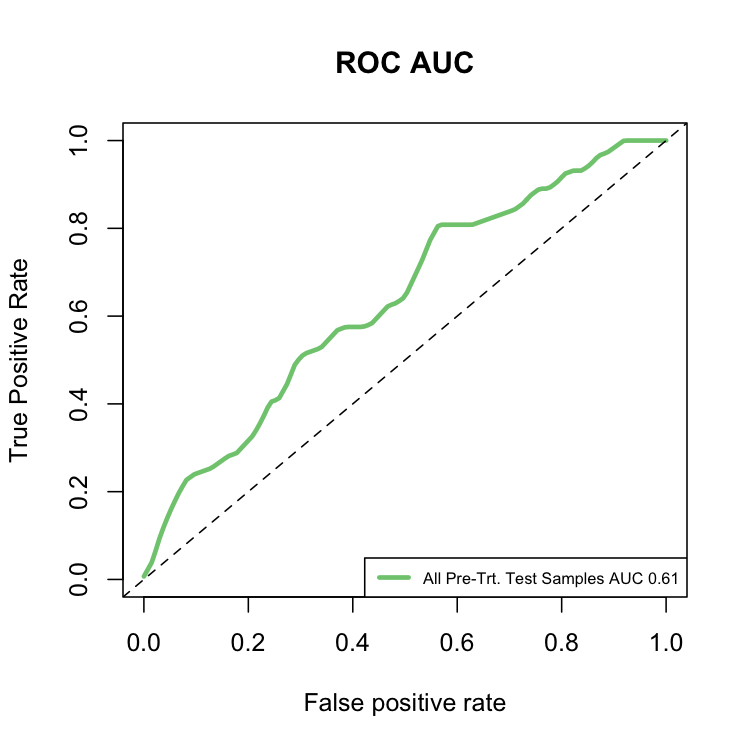 ROC AUC
True Positive Rate
1.0
0.8
0.6
0.4
0.2
0.0
All Pre-Trt. Test Samples AUC 0.61
0.0 0.2 0.4 0.6 0.8 1.0
False positive rate